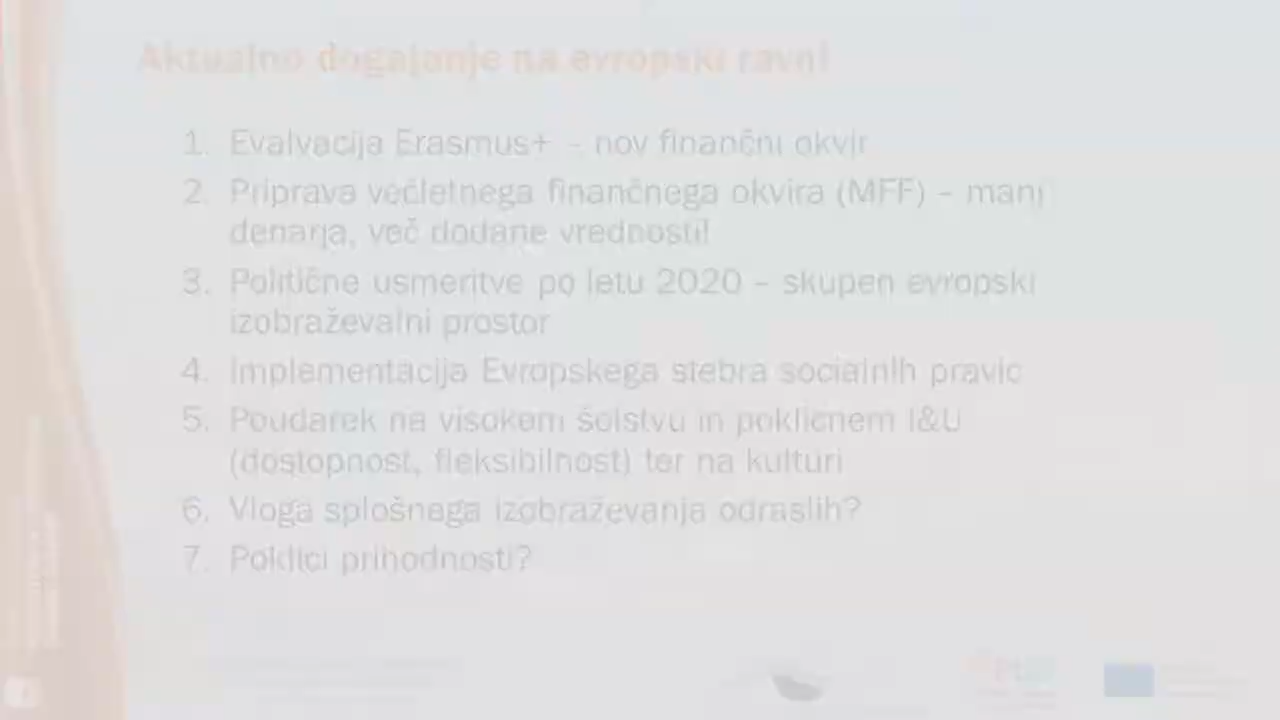 Aktualno dogajanje na evropski ravni
1. Evalvacija Erasmus+ – nov finančni okvir
2. Priprava večletnega finančnega okvira (MFF) – manj
denarja, več dodane vrednosti!
3. Politične usmeritve po letu 2020 – skupen evropski
izobraževalni prostor
4. Implementacija Evropskega stebra socialnih pravic
5. Poudarek na visokem šolstvu in poklicnem I&U
(dostopnost, fleksibilnost) ter na kulturi
6. Vloga splošnega izobraževanja odraslih?
7. Poklici prihodnosti?